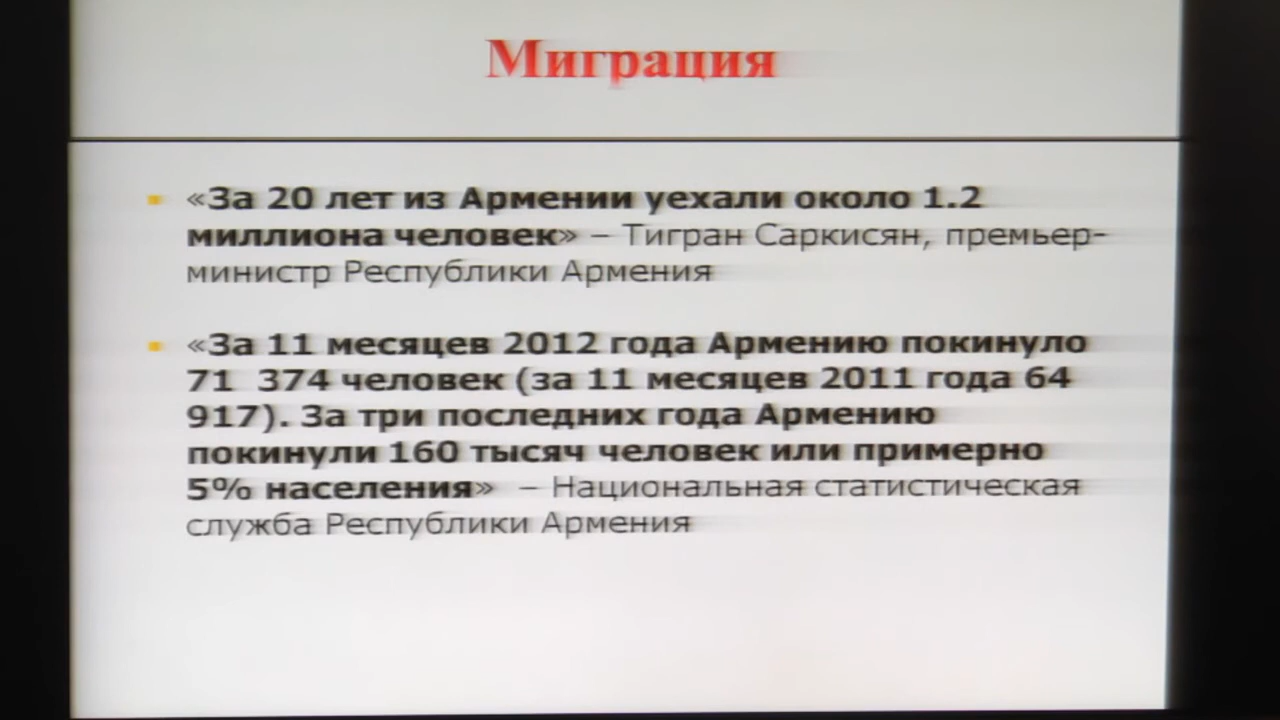 Миграция
«За 20 лет из Армении уехали около 1.2
миллиона человек» – Тигран Саркисян, премьер-
министр Республики Армения
«За 11 месяцев 2012 года Армению покинуло
71 374 человек (за 11 месяцев 2011 года 64
917). За три последних года Армению
покинули 160 тысяч человек или примерно
5% населения» – Национальная статистическая
служба Республики Армения